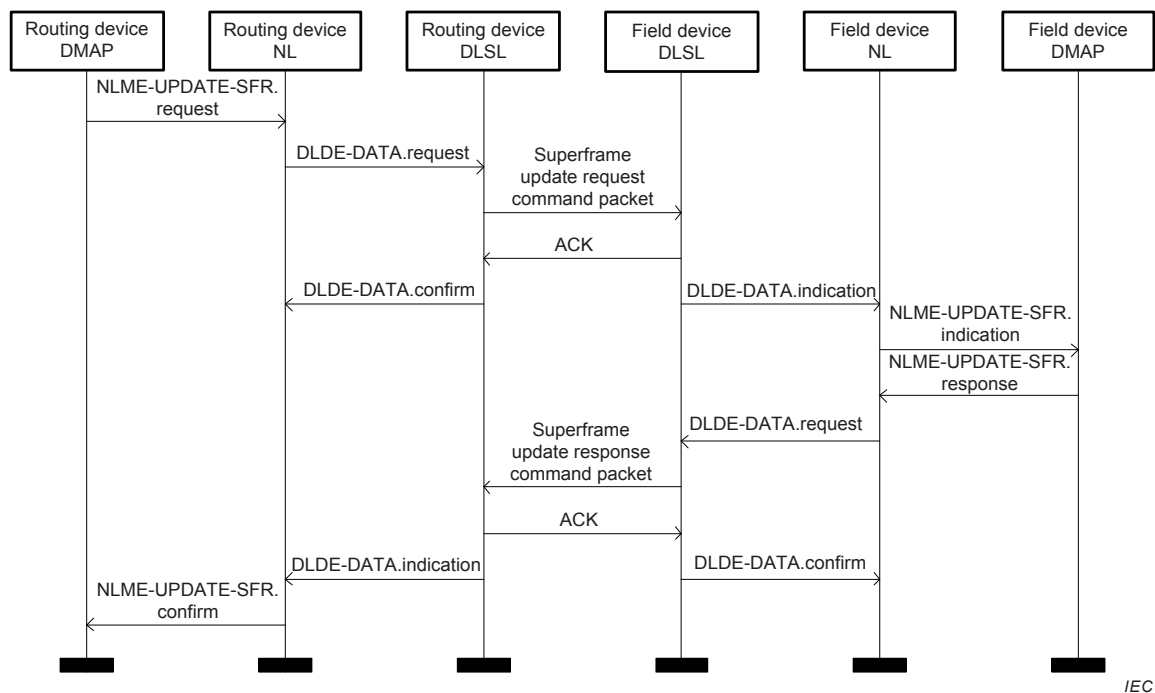 Routing device
DMAP
Routing device
NL
Routing device
DLSL
Field device
DLSL
Field device
NL
Field device
DMAP
NLME-UPDATE-SFR.
request
DLDE-DATA.request
Superframe
update request
command packet
ACK
DLDE-DATA.confirm
DLDE-DATA.indication
NLME-UPDATE-SFR.
indication
NLME-UPDATE-SFR.
response
DLDE-DATA.request
Superframe
update response
command packet
ACK
DLDE-DATA.indication
DLDE-DATA.confirm
NLME-UPDATE-SFR.
confirm
IEC